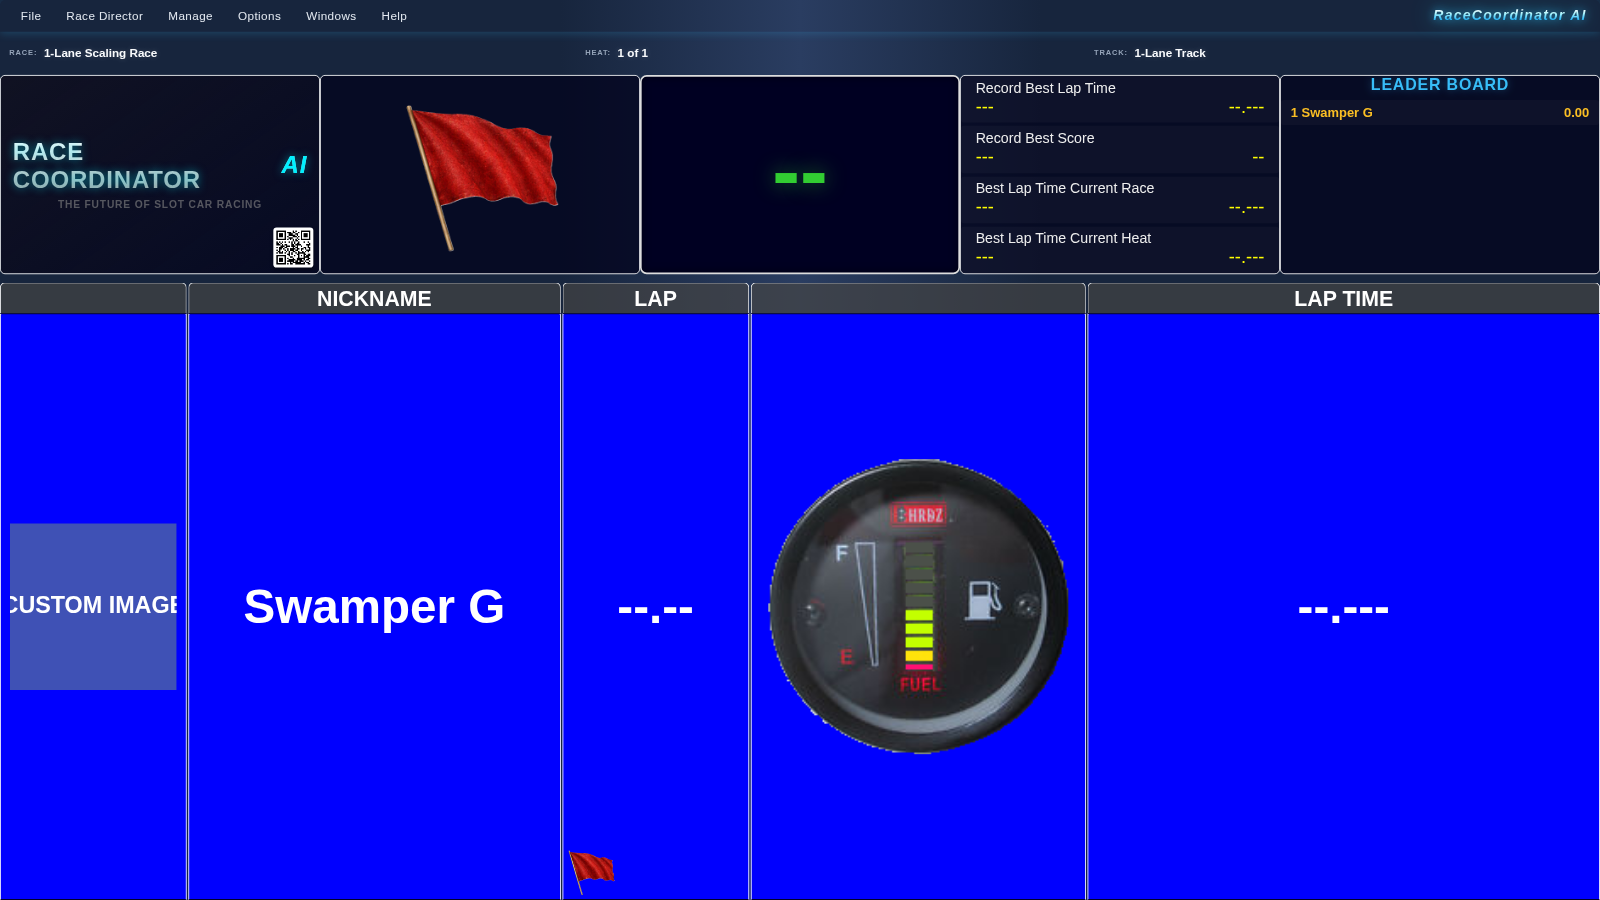 File Race Director Manage Options Windows Help RaceCoordinator AI
RACE: 1-Lane Scaling Race HEAT: 1 of 1 TRACK: 1-Lane Track
RACE
COORDINATOR
AI
THE FUTURE OF SLOT CAR RACING
--
Record Best Lap Time
--- --.---
Record Best Score
--- --
Best Lap Time Current Race
--- --.---
Best Lap Time Current Heat
--- --.---
LEADER BOARD
1 Swamper G 0.00
NICKNAME LAP LAP TIME
CUSTOM IMAGE
Swamper G
--.--
HRDZ
F
E
FUEL
--.---